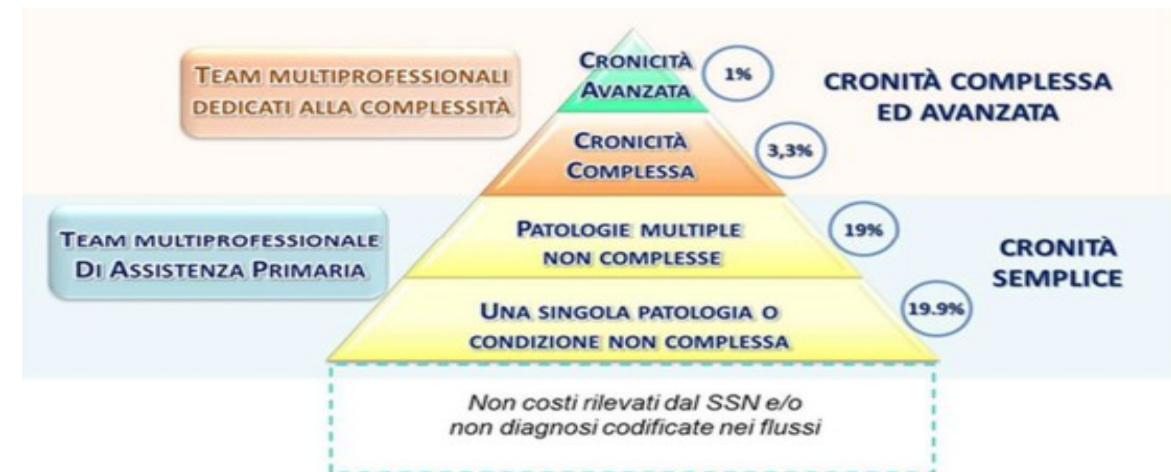 TEAM MULTIPROFESSIONALI
DEDICATI ALLA COMPLESSITÀ
CRONICITÀ
AVANZATA
1%
CRONITÀ COMPLESSA
ED AVANZATA
CRONICITÀ
COMPLESSA
3,3%
TEAM MULTIPROFESSIONALE
DI ASSISTENZA PRIMARIA
PATOLOGIE MULTIPLE
NON COMPLESSE
19%
CRONITÀ
SEMPLICE
UNA SINGOLA PATOLOGIA O
CONDIZIONE NON COMPLESSA
19.9%
Non costi rilevati dal SSN e/o
non diagnosi codificate nei flussi